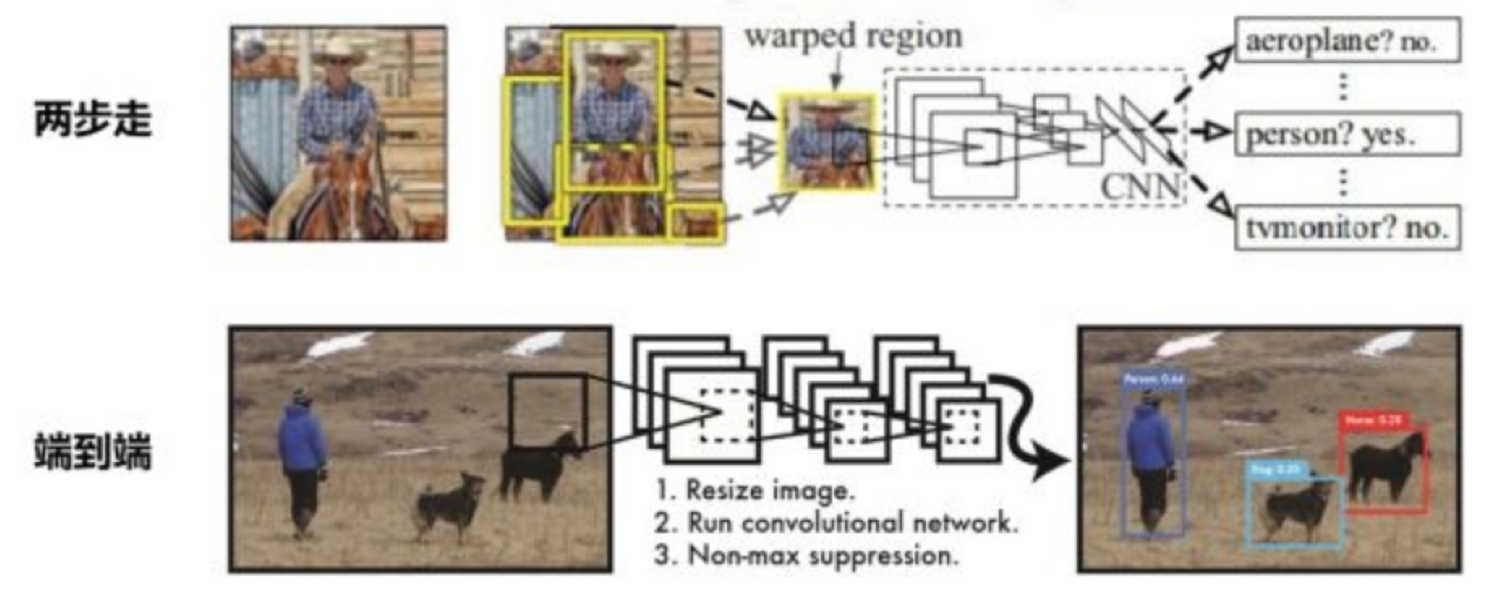 两步走
warped region
CNN
aeroplane? no.
person? yes.
tvmonitor? no.
端到端
1. Resize image.
2. Run convolutional network.
3. Non-max suppression.
Person: 0.64
Horse: 0.28
Dog: 0.30